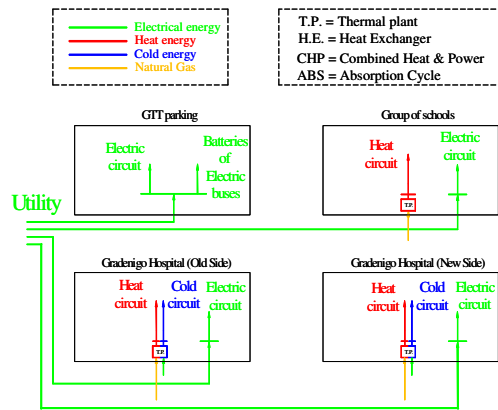 Electrical energy
Heat energy
Cold energy
Natural Gas
T.P. = Thermal plant
H.E. = Heat Exchanger
CHP = Combined Heat & Power
ABS = Absorption Cycle
GTT parking
Electric
circuit
Batteries
of
Electric
buses
Group of schools
Heat
circuit
Electric
circuit
T.P.
Utility
Gradenigo Hospital (Old Side)
Heat
circuit
Cold
circuit
Electric
circuit
T.P.
Gradenigo Hospital (New Side)
Heat
circuit
Cold
circuit
Electric
circuit
T.P.